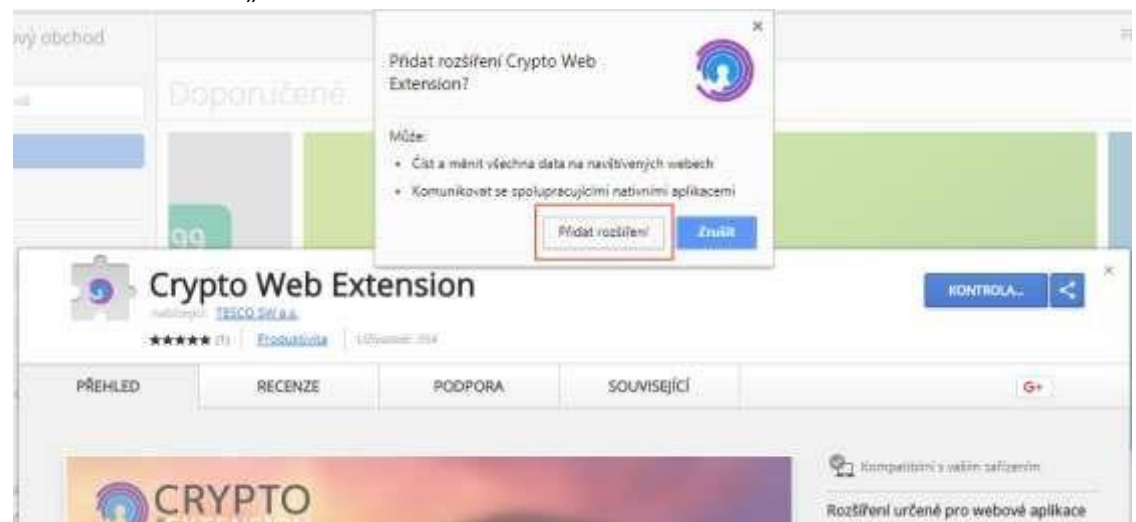 „
vý obchod
Doporučené
Přidat rozšíření Crypto Web
Extension?
Může:
• Číst a měnit všechna data na navštívených webech
• Komunikovat se spolupracujícími nativními aplikacemi
Přidat rozšíření
Zrušit
99
Crypto Web Extension
TESCO SW a.s.
(1)
Produktivita
KONTROLA...
PŘEHLED
RECENZE
PODPORA
SOUVISEJÍCÍ
G+
CRYPTO
Kompatibilní s vaším zařízením
Rozšíření určené pro webové aplikace